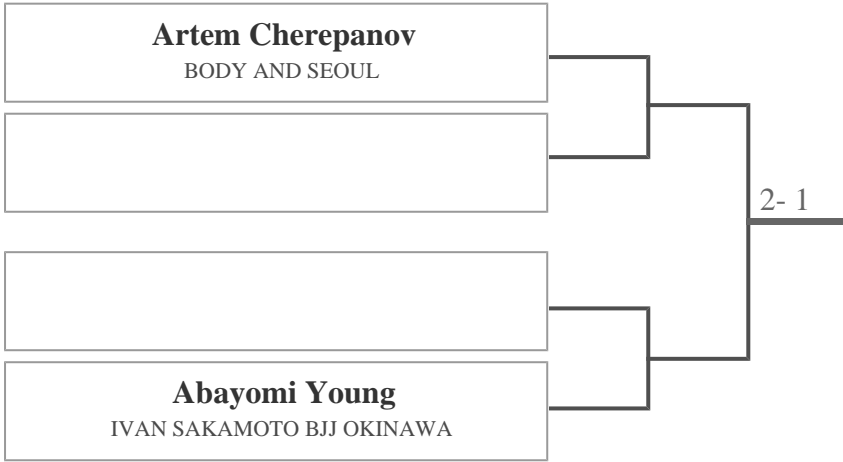 Artem Cherepanov
BODY AND SEOUL
2- 1
Abayomi Young
IVAN SAKAMOTO BJJ OKINAWA